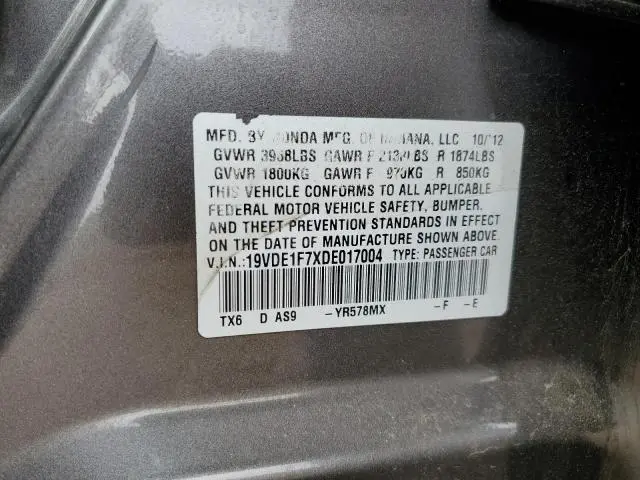 MFD. BY HONDA MFG. OF INDIANA, LLC 10/12
GVWR 3968LBS GAWR F LBS R 1874LBS
GVWR 1800KG GAWR F 970KG R 850KG
THIS VEHICLE CONFORMS TO ALL APPLICABLE
FEDERAL MOTOR VEHICLE SAFETY, BUMPER,
AND THEFT PREVENTION STANDARDS IN EFFECT
ON THE DATE OF MANUFACTURE SHOWN ABOVE.
V.I.N.:19VDE1F7XDE017004 TYPE: PASSENGER CAR
TX6 D AS9 -YR578MX -F -E